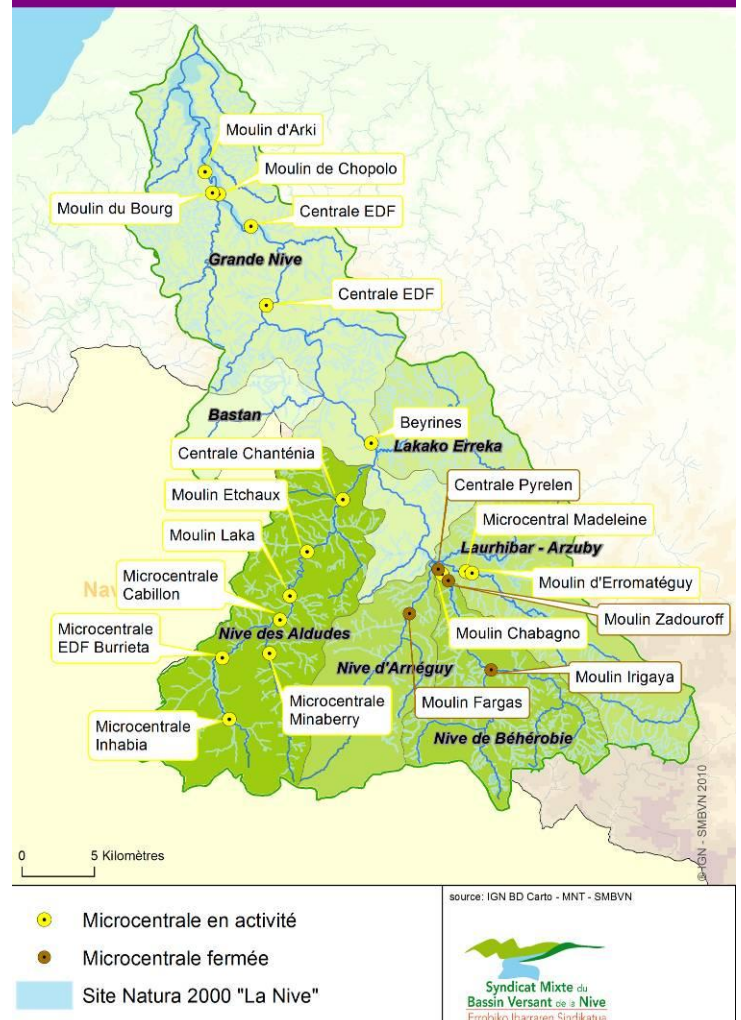 Moulin d'Arki
Moulin de Chopolo
Moulin du Bourg
Centrale EDF
Grande Nive
Centrale EDF
Bastan
Beyrines
Lakako Erreka
Centrale Chanténia
Centrale Pyrelen
Moulin Etchaux
Microcentral Madeleine
Moulin Laka
Laurhibar - Arzuby
Microcentrale
Cabillon
Moulin d'Erromatéguy
Na
Moulin Zadouroff
Microcentrale
EDF Burrieta
Nive des Aldudes
Moulin Chabagno
Nive d'Arnéguy
Moulin Irigaya
Microcentrale
Minaberry
Moulin Fargas
Microcentrale
Inhabia
Nive de Béhérobie
0 5 Kilomètres
© IGN - SMBVN 2010
Microcentrale en activité
Microcentrale fermée
Site Natura 2000 "La Nive"
source: IGN BD Carto - MNT - SMBVN
Syndicat Mixte du
Bassin Versant de la Nive
Errobiko Ibarraren Sindikatua